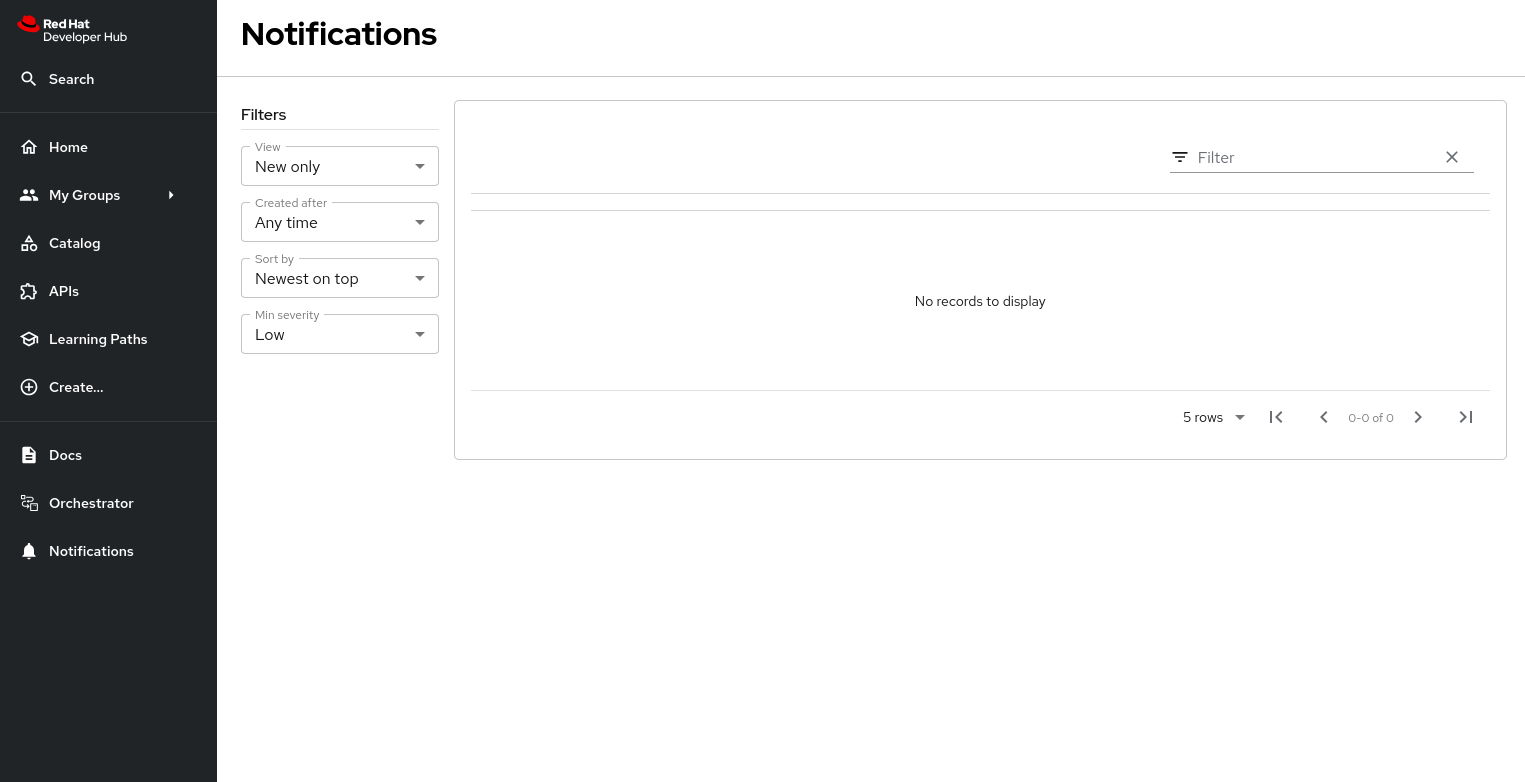 Red Hat
Developer Hub
Search
Home
My Groups
Catalog
APIs
Learning Paths
Create...
Docs
Orchestrator
Notifications
Notifications
Filters
View
New only
Created after
Any time
Sort by
Newest on top
Min severity
Low
Filter
No records to display
5 rows
0-0 of 0